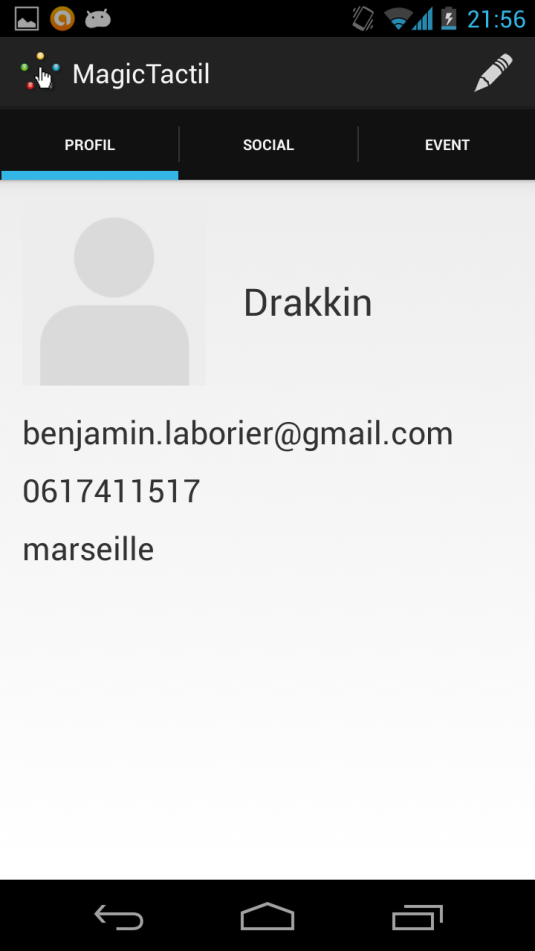 21:56
MagicTactil
PROFIL
SOCIAL
EVENT
Drakkin
benjamin.laborier@gmail.com
0617411517
marseille